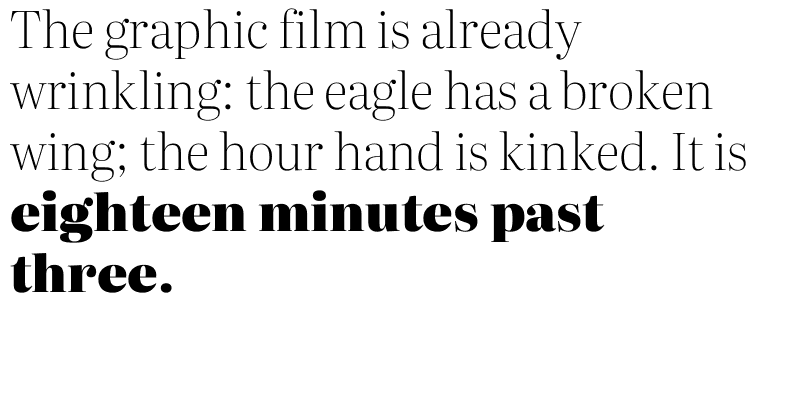 The graphic film is already
wrinkling: the eagle has a broken
wing; the hour hand is kinked. It is
eighteen minutes past
three.